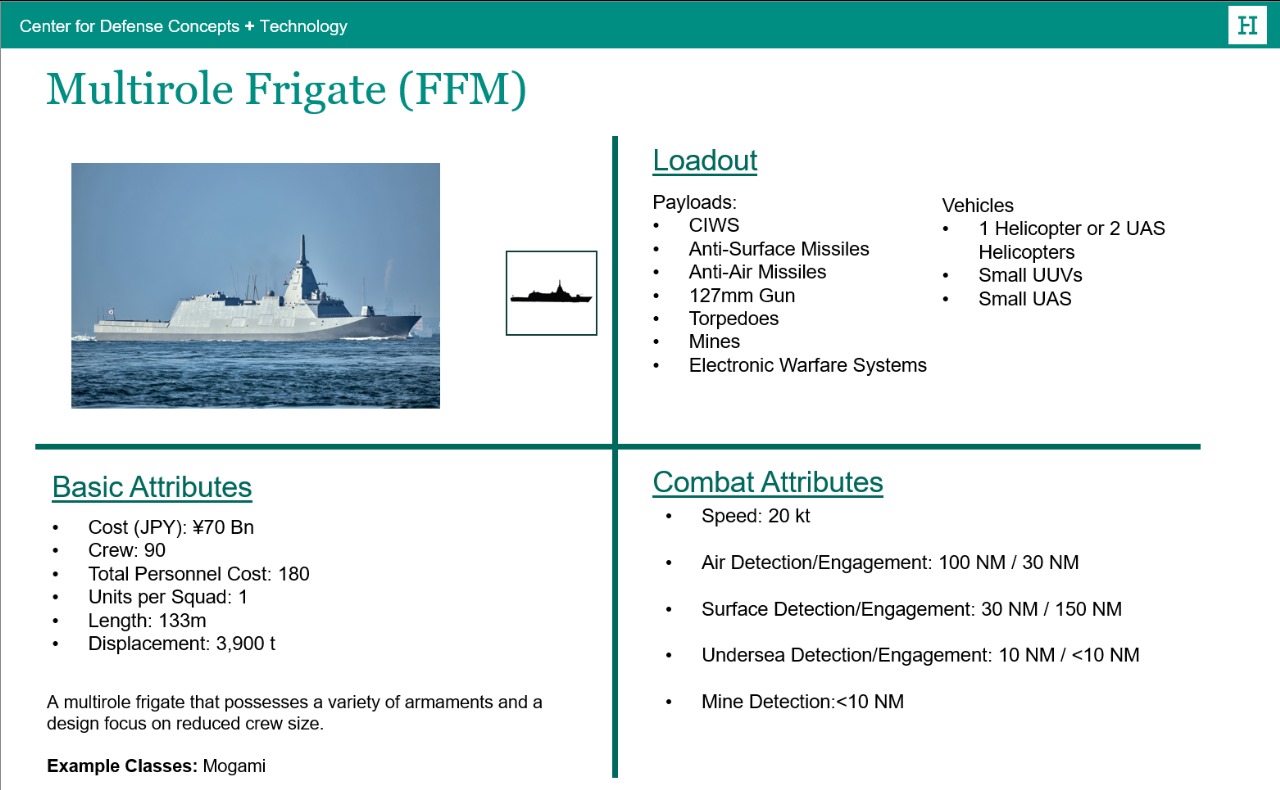 Center for Defense Concepts + Technology
H
Multirole Frigate (FFM)
Loadout
Payloads:
• CIWS
• Anti-Surface Missiles
• Anti-Air Missiles
• 127mm Gun
• Torpedoes
• Mines
• Electronic Warfare Systems
Vehicles
• 1 Helicopter or 2 UAS
Helicopters
• Small UUVs
• Small UAS
Basic Attributes
• Cost (JPY): ¥70 Bn
• Crew: 90
• Total Personnel Cost: 180
• Units per Squad: 1
• Length: 133m
• Displacement: 3,900 t
A multirole frigate that possesses a variety of armaments and a
design focus on reduced crew size.
Example Classes: Mogami
Combat Attributes
• Speed: 20 kt
• Air Detection/Engagement: 100 NM / 30 NM
• Surface Detection/Engagement: 30 NM / 150 NM
• Undersea Detection/Engagement: 10 NM / <10 NM
• Mine Detection:<10 NM